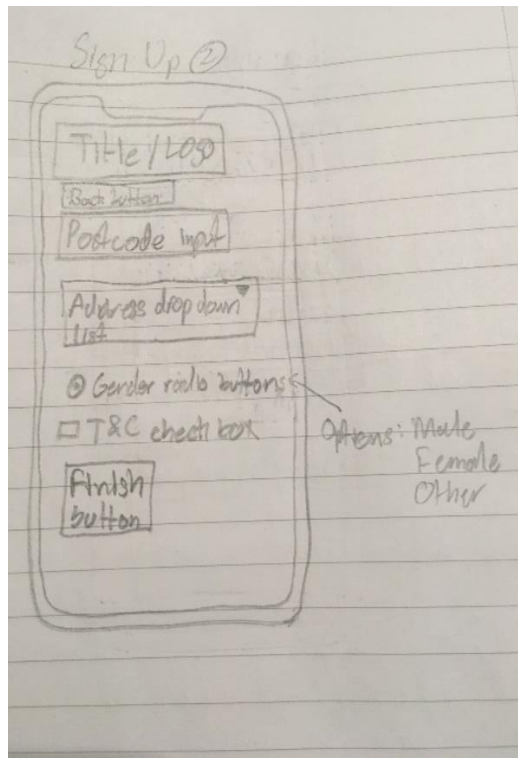 Sign Up ②
Title / Logo
Back button
Postcode input
Address drop down
list
Gender radio buttons
T&C check box
Options: Male
Female
Other
Finish
button